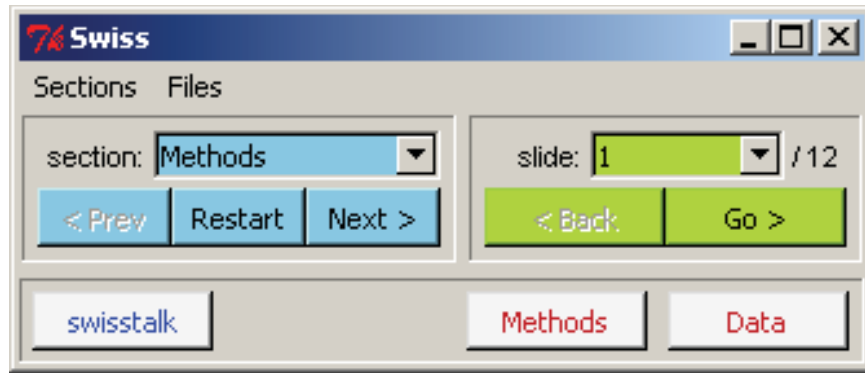 Swiss
Sections Files
section: Methods
slide: 1 / 12
< Prev Restart Next >
< Back Go >
swisstalk Methods Data